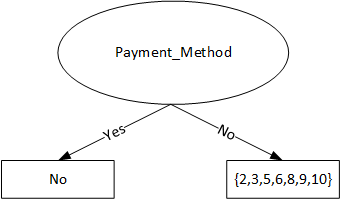 Payment_Method
Yes
No
No
{2,3,5,6,8,9,10}